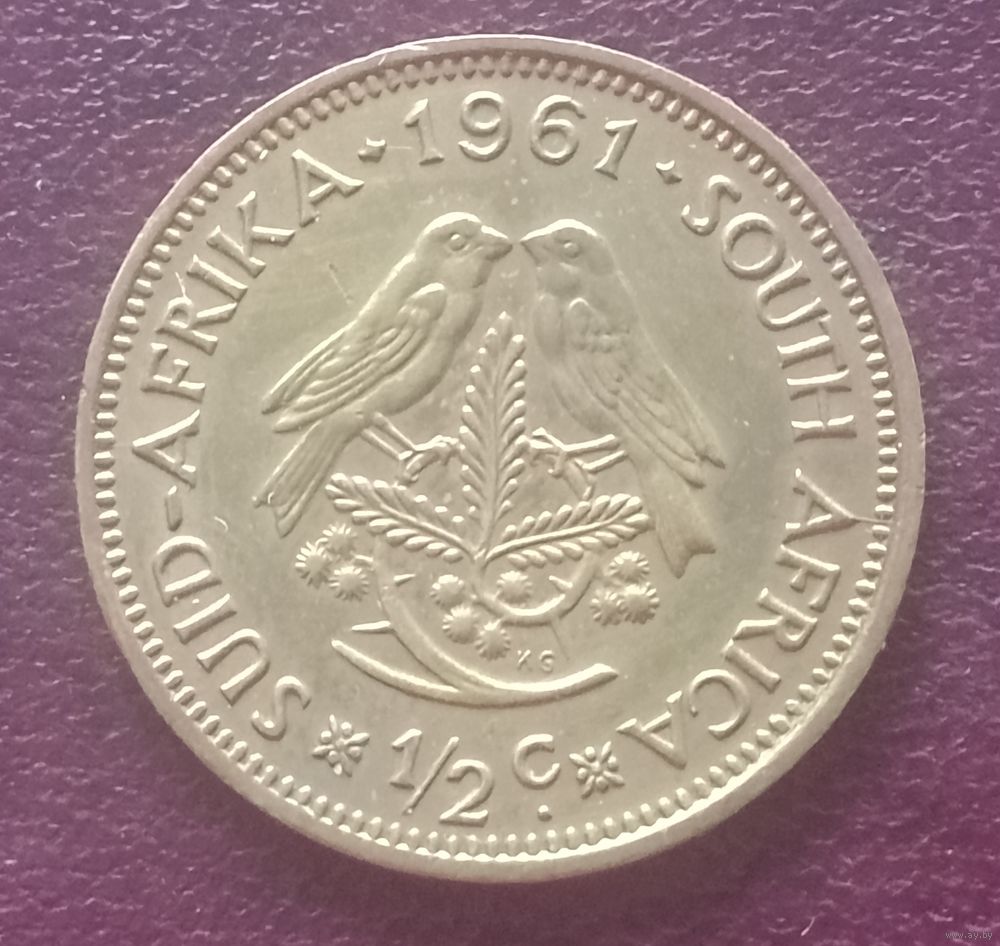 SUID-AFRIKA · 1961 · SOUTH AFRICA
KG
1/2 C.
www.ay.by